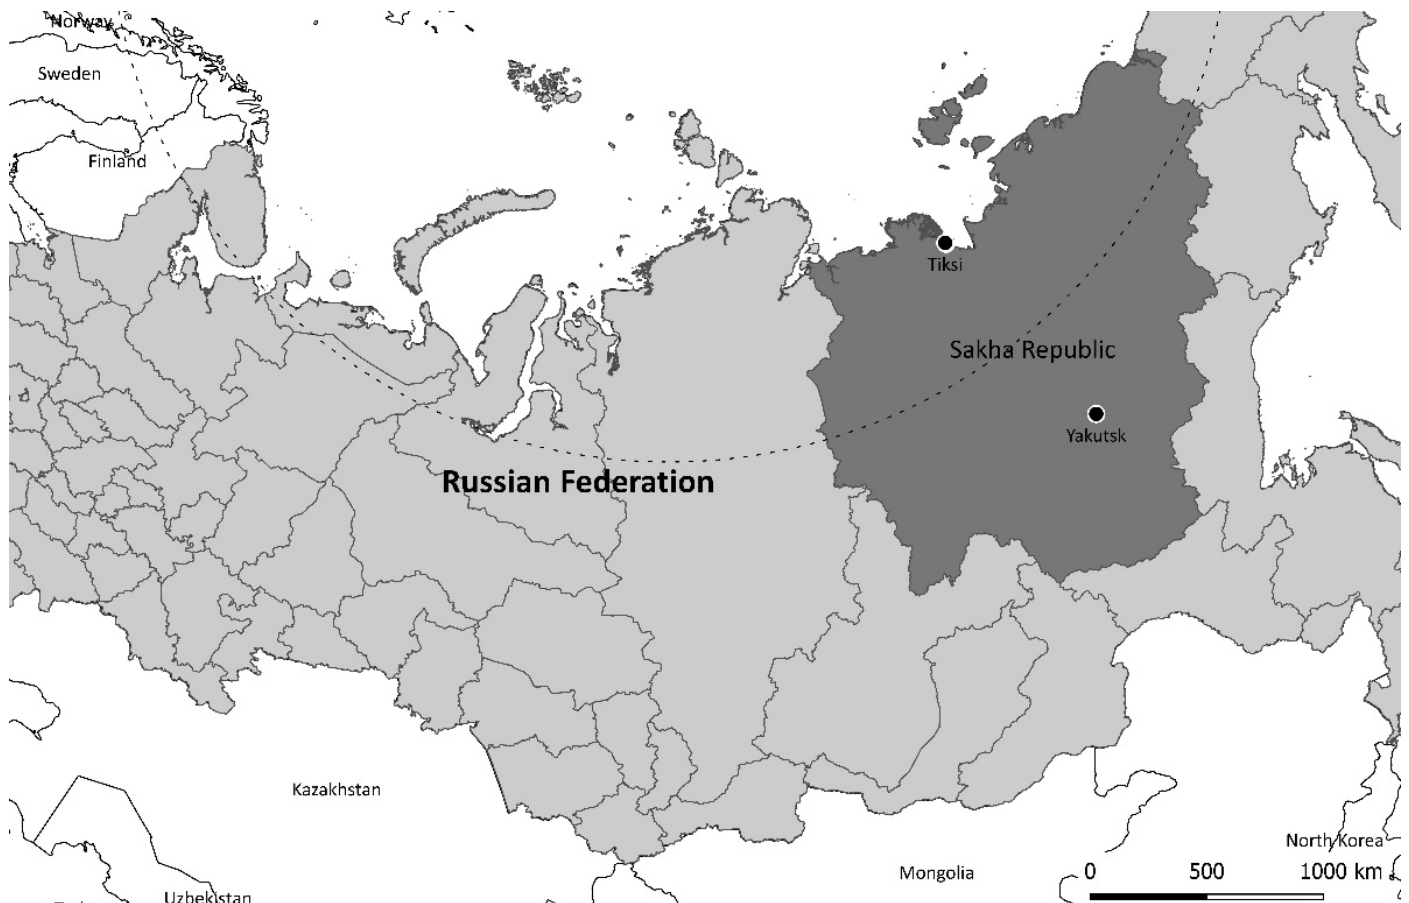 Norway
Sweden
Finland
Tiksi
Sakha Republic
Yakutsk
Russian Federation
Kazakhstan
North Korea
Mongolia
0 500 1000 km
Uzbekistan